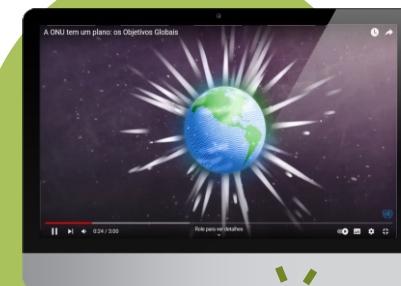 A ONU tem um plano: os Objetivos Globais
0:24 / 3:00
Role para ver detalhes